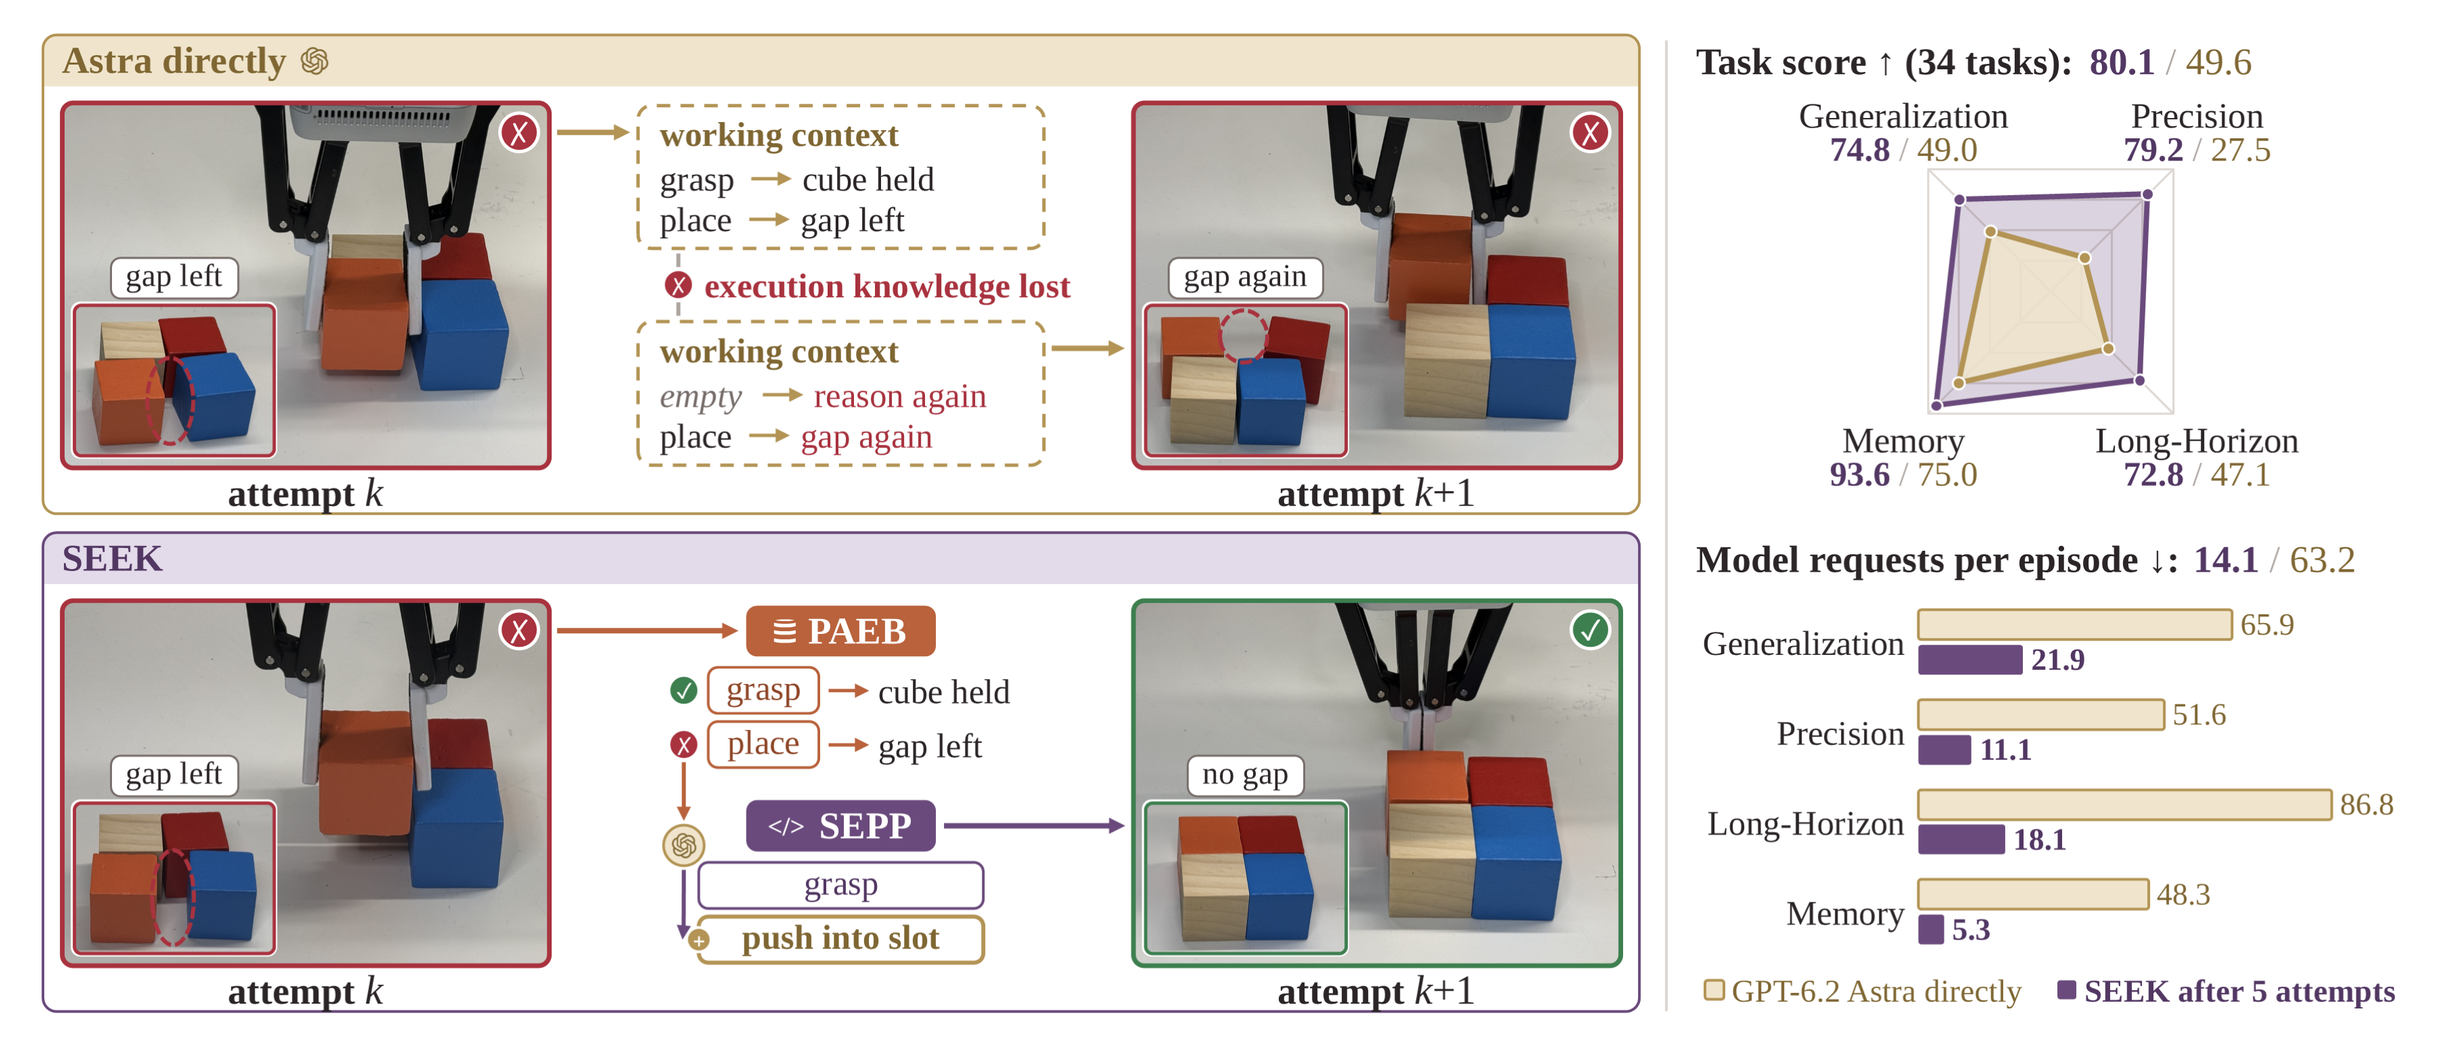 Astra directly
gap left
attempt k
working context
grasp → cube held
place → gap left
✗ execution knowledge lost
working context
empty → reason again
place → gap again
gap again
attempt k+1
SEEK
gap left
attempt k
PAEB
grasp → cube held
place → gap left
</> SEPP
grasp
+ push into slot
no gap
attempt k+1
Task score ↑ (34 tasks): 80.1 / 49.6
Generalization
74.8 / 49.0
Precision
79.2 / 27.5
Memory
93.6 / 75.0
Long-Horizon
72.8 / 47.1
Model requests per episode ↓: 14.1 / 63.2
Generalization 65.9
21.9
Precision 51.6
11.1
Long-Horizon 86.8
18.1
Memory 48.3
5.3
GPT-6.2 Astra directly
SEEK after 5 attempts